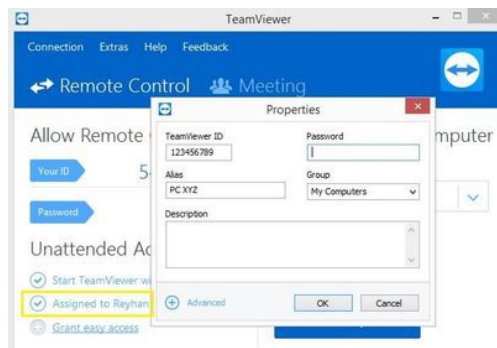 TeamViewer
Connection Extras Help Feedback
Remote Control Meeting
Properties
Allow Remote
mputer
TeamViewer ID Password
123456789
Your ID
Alias Group
PC XYZ My Computers
Password
Description
Unattended
Start TeamViewer
Assigned to Reyhan
Advanced OK Cancel
Grant easy access